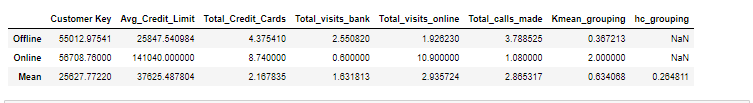 Customer Key Avg_Credit_Limit Total_Credit_Cards Total_visits_bank Total_visits_online Total_calls_made Kmean_grouping hc_grouping
Offline 55012.97541 25847.540984 4.375410 2.550820 1.926230 3.788525 0.367213 NaN
Online 56708.76000 141040.000000 8.740000 0.600000 10.900000 1.080000 2.000000 NaN
Mean 25627.77220 37625.487804 2.167835 1.631813 2.935724 2.865317 0.634068 0.264811